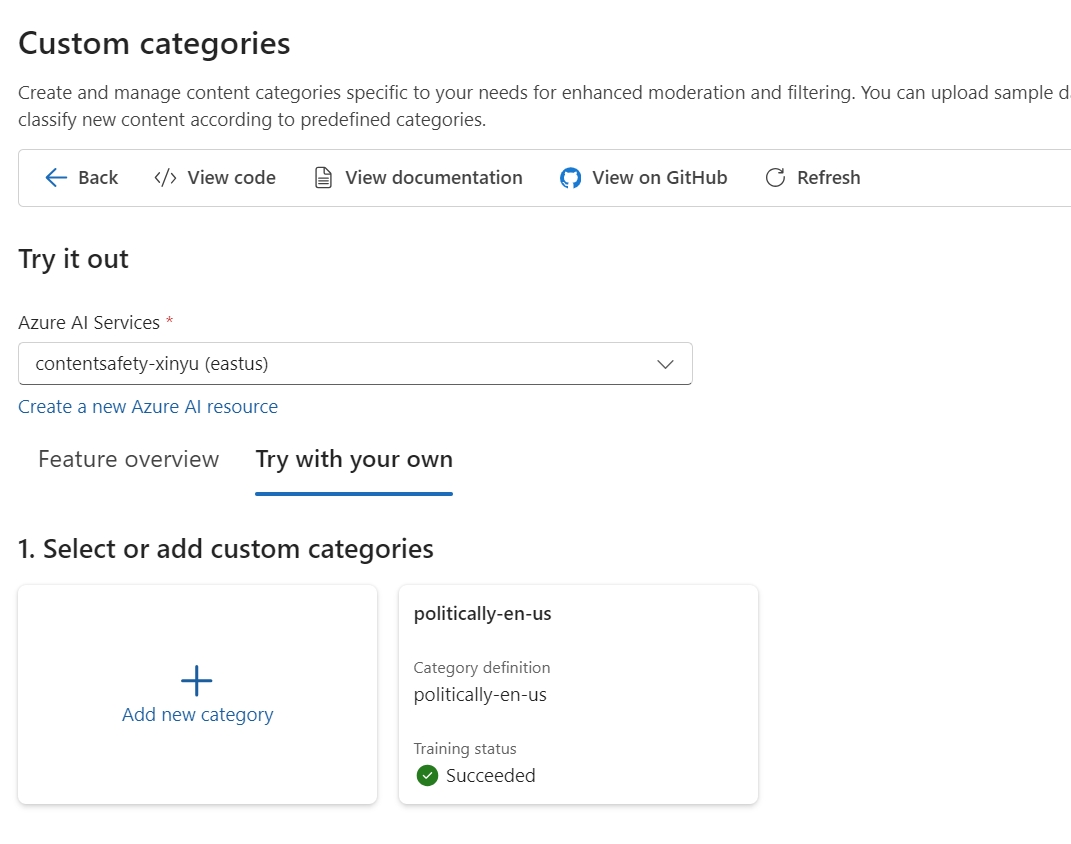 Custom categories
Create and manage content categories specific to your needs for enhanced moderation and filtering. You can upload sample d
classify new content according to predefined categories.
Back </> View code View documentation View on GitHub Refresh
Try it out
Azure AI Services *
contentsafety-xinyu (eastus)
Create a new Azure AI resource
Feature overview Try with your own
1. Select or add custom categories
politically-en-us
Category definition
politically-en-us
Add new category
Training status
Succeeded